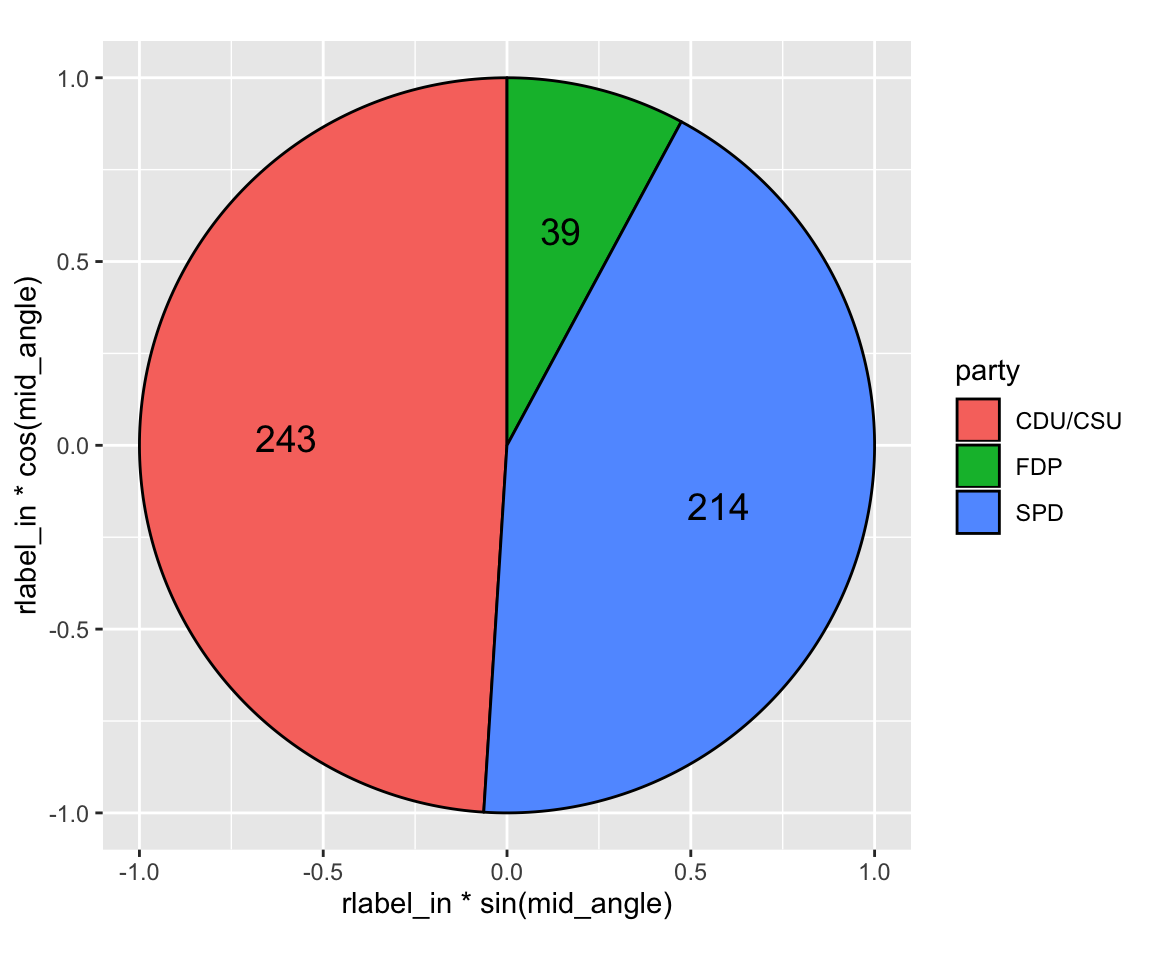 1.0
0.5
0.0
-0.5
-1.0
rlabel_in * cos(mid_angle)
39
243
214
-1.0
-0.5
0.0
0.5
1.0
rlabel_in * sin(mid_angle)
party
CDU/CSU
FDP
SPD